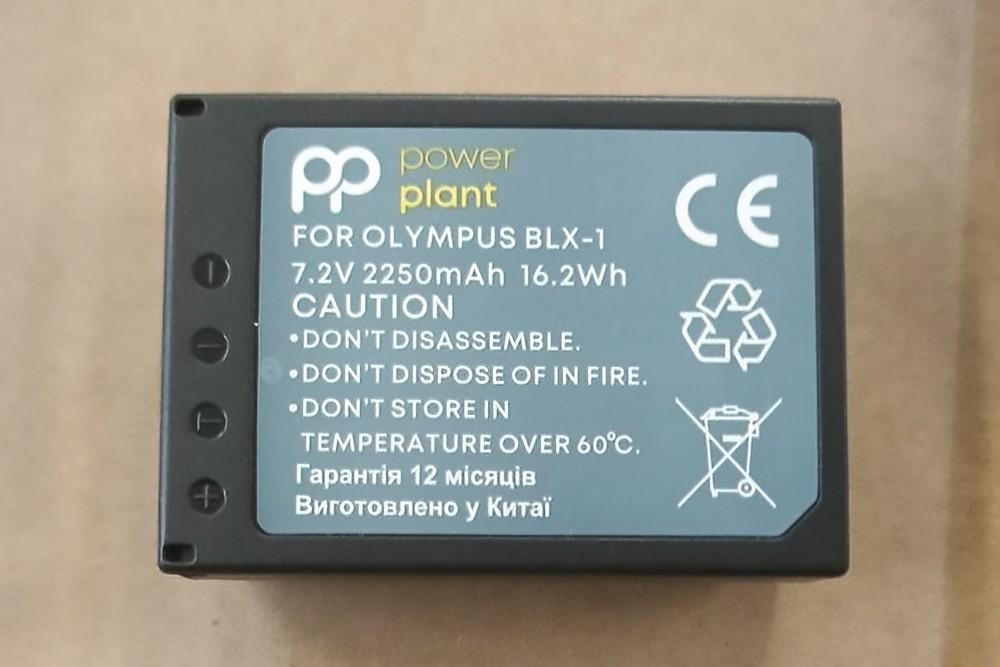 pp power
plant
CE
FOR OLYMPUS BLX-1
7.2V 2250mAh 16.2Wh
CAUTION
•DON'T DISASSEMBLE.
•DON'T DISPOSE OF IN FIRE.
•DON'T STORE IN
TEMPERATURE OVER 60°C.
Гарантія 12 місяців
Виготовлено у Китаї
I
−
T
+